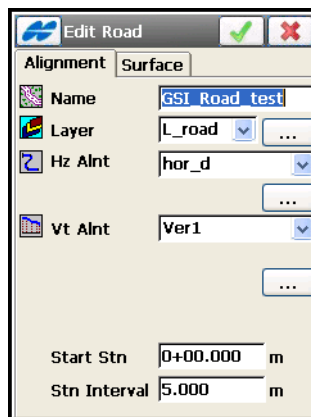 Edit Road
Alignment Surface
Name GSI_Road_test
Layer L_road ...
Hz Alnt hor_d
...
Vt Alnt Ver1
...
Start Stn 0+00.000 m
Stn Interval 5.000 m